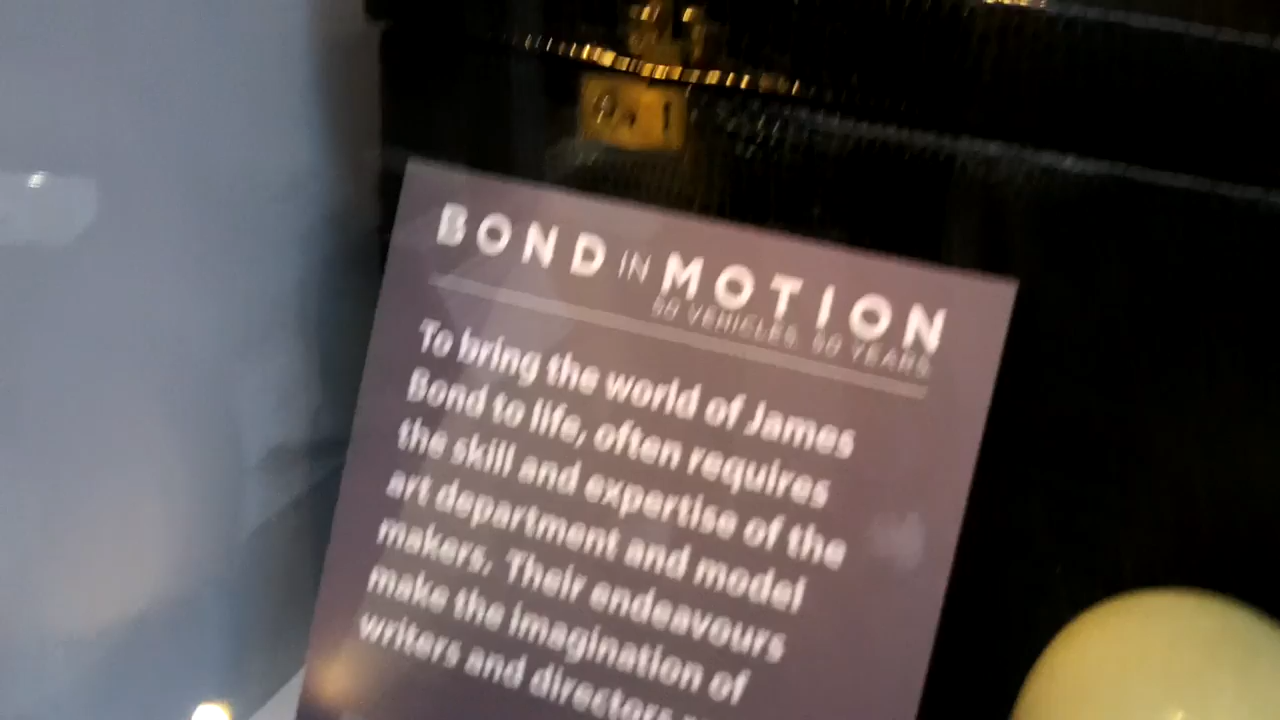 BOND IN MOTION
50 VEHICLES. 50 YEARS
To bring the world of James
Bond to life, often requires
the skill and expertise of the
art department and model
makers. Their endeavours
make the imagination of
writers and directors